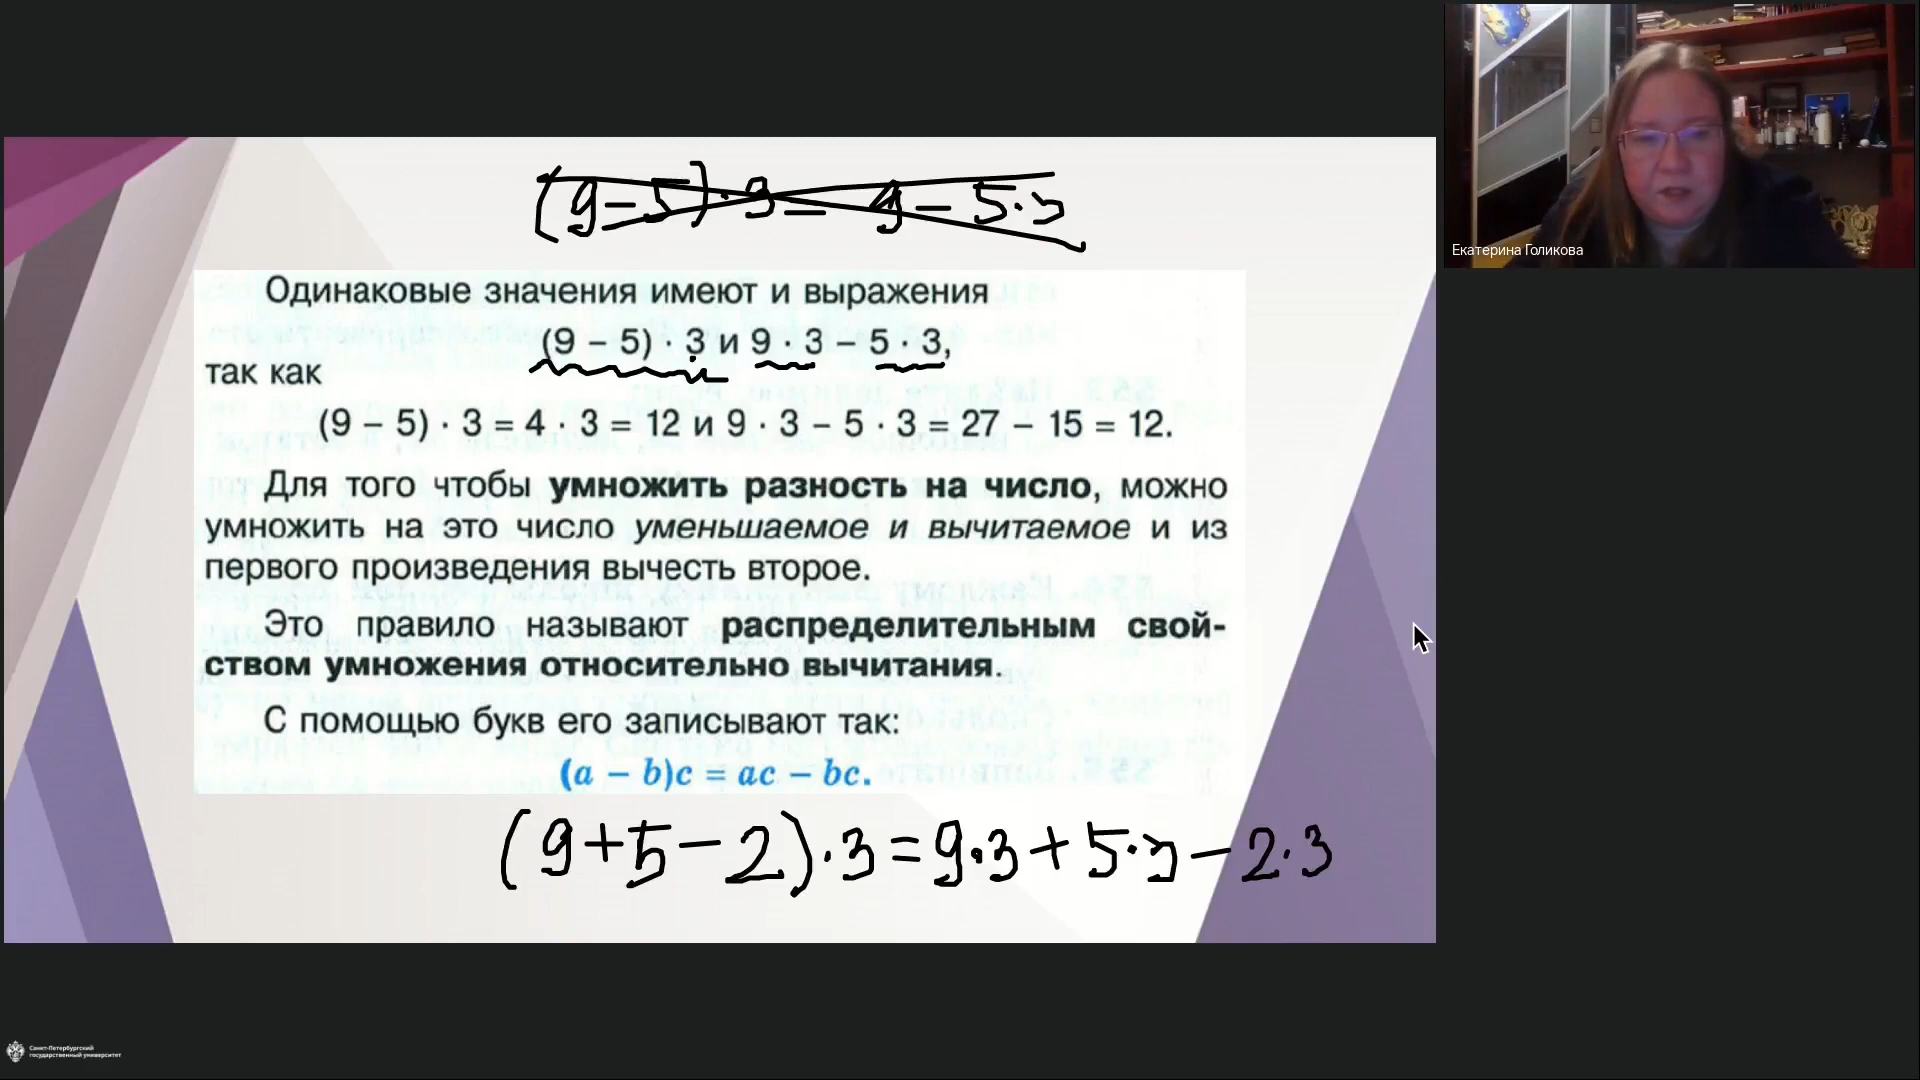 (9 – 5) · 3 = 9 – 5 · 3
Одинаковые значения имеют и выражения
(9 – 5) · 3 и 9 · 3 – 5 · 3,
так как
(9 – 5) · 3 = 4 · 3 = 12 и 9 · 3 – 5 · 3 = 27 – 15 = 12.
Для того чтобы умножить разность на число, можно
умножить на это число уменьшаемое и вычитаемое и из
первого произведения вычесть второе.
Это правило называют распределительным свой-
ством умножения относительно вычитания.
С помощью букв его записывают так:
(a – b)c = ac – bc.
(9 + 5 – 2) · 3 = 9 · 3 + 5 · 3 – 2 · 3
Екатерина Голикова
Санкт-Петербургский
государственный университет